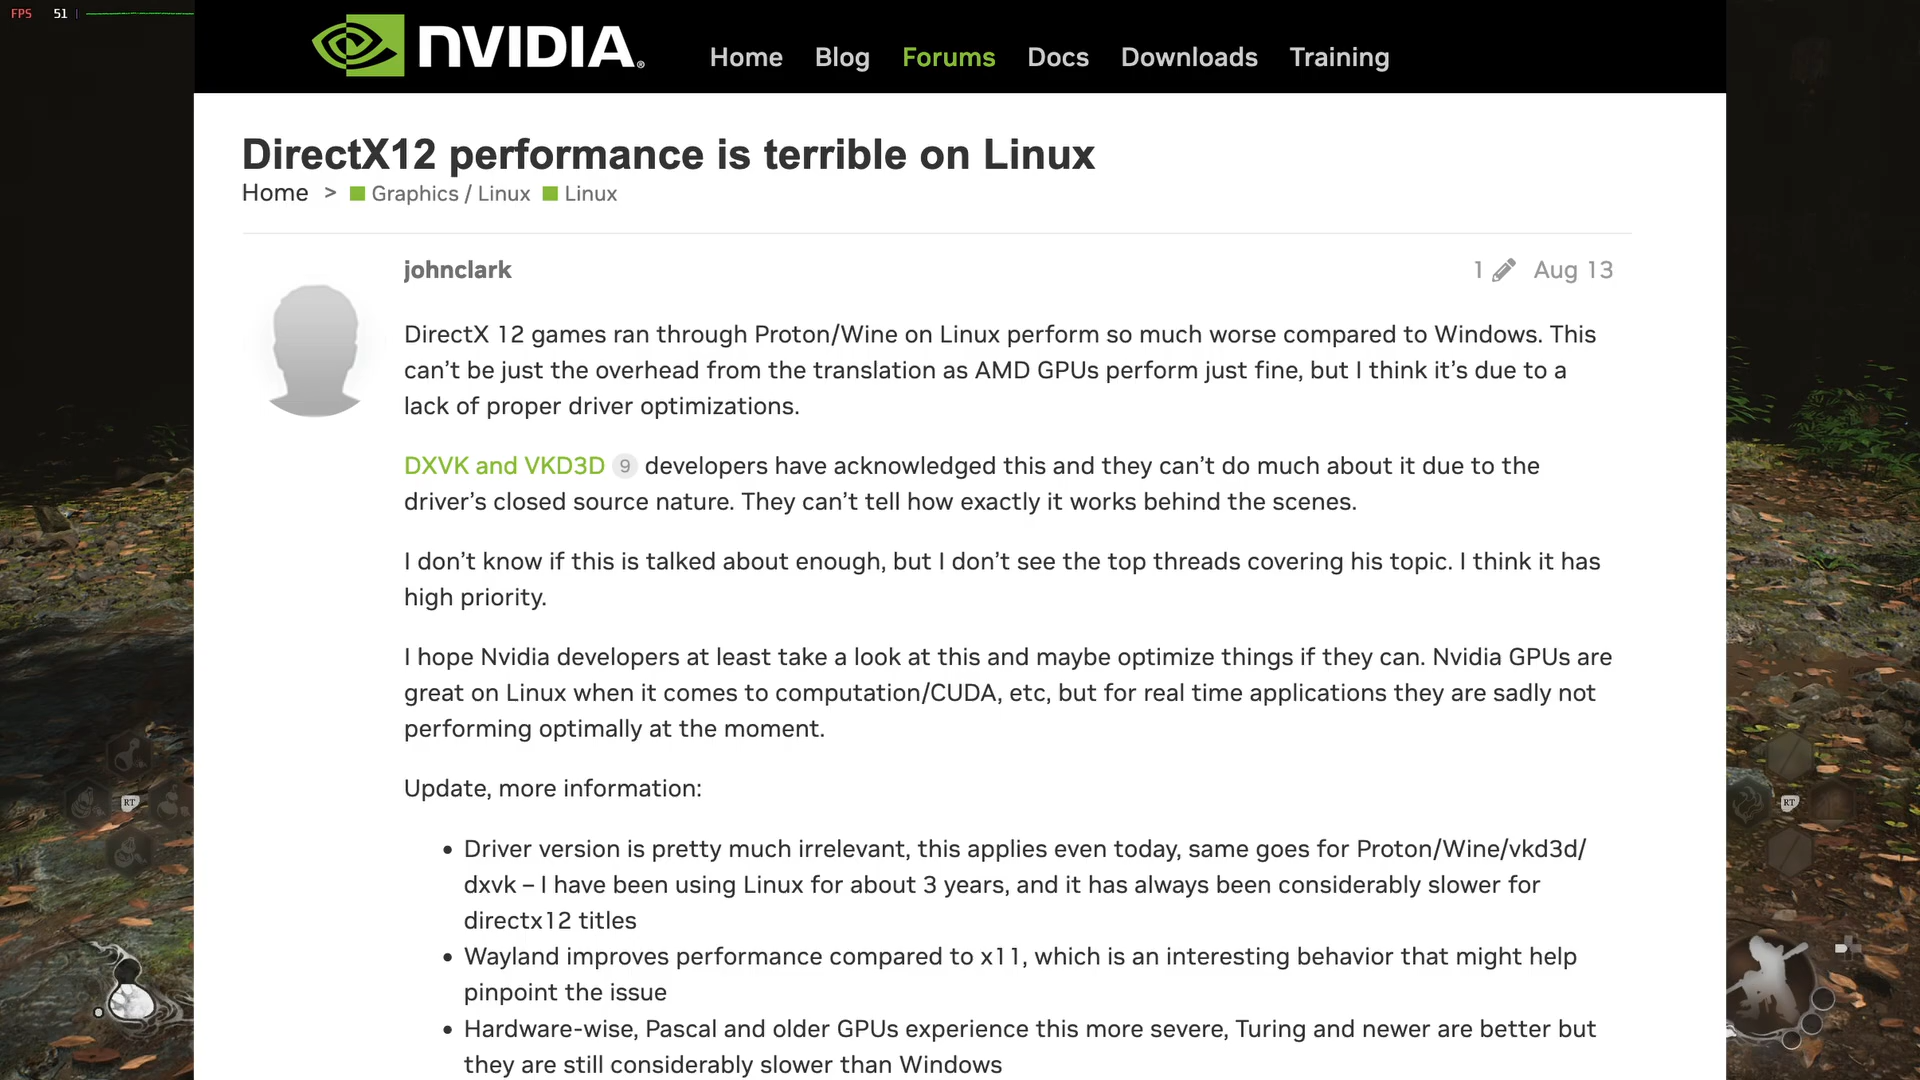 FPS 51
NVIDIA.
Home Blog Forums Docs Downloads Training
DirectX12 performance is terrible on Linux
Home > Graphics / Linux Linux
johnclark
1 Aug 13
DirectX 12 games ran through Proton/Wine on Linux perform so much worse compared to Windows. This
can’t be just the overhead from the translation as AMD GPUs perform just fine, but I think it’s due to a
lack of proper driver optimizations.
DXVK and VKD3D 9 developers have acknowledged this and they can’t do much about it due to the
driver’s closed source nature. They can’t tell how exactly it works behind the scenes.
I don’t know if this is talked about enough, but I don’t see the top threads covering his topic. I think it has
high priority.
I hope Nvidia developers at least take a look at this and maybe optimize things if they can. Nvidia GPUs are
great on Linux when it comes to computation/CUDA, etc, but for real time applications they are sadly not
performing optimally at the moment.
Update, more information:
• Driver version is pretty much irrelevant, this applies even today, same goes for Proton/Wine/vkd3d/
dxvk – I have been using Linux for about 3 years, and it has always been considerably slower for
directx12 titles
• Wayland improves performance compared to x11, which is an interesting behavior that might help
pinpoint the issue
• Hardware-wise, Pascal and older GPUs experience this more severe, Turing and newer are better but
they are still considerably slower than Windows
RT
RT